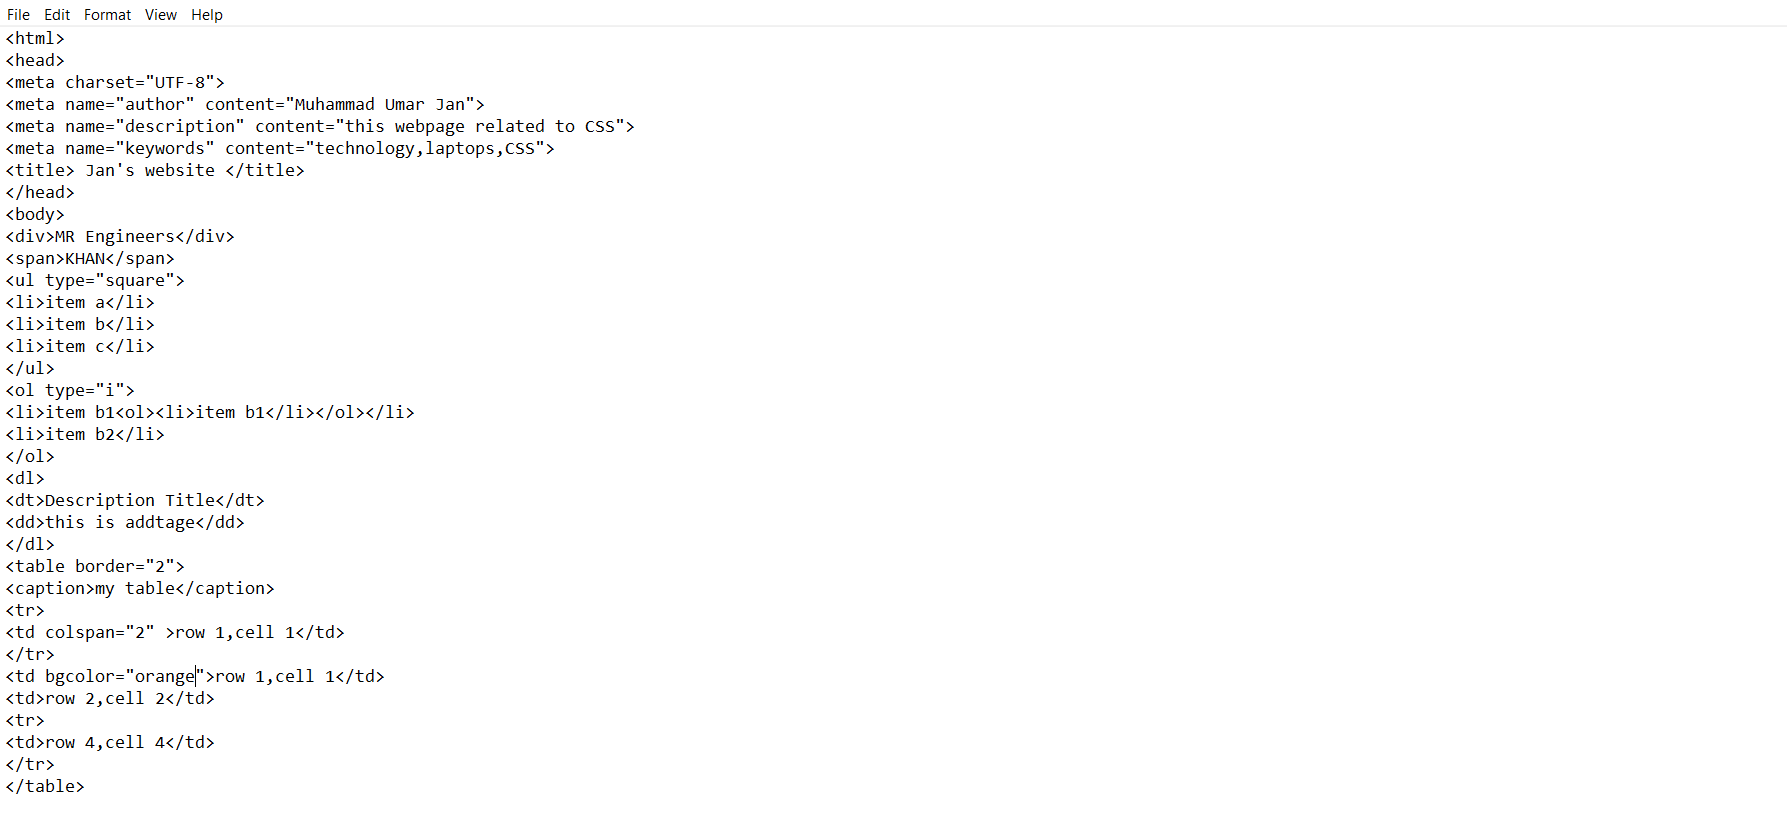 File Edit Format View Help
<html>
<head>
<meta charset="UTF-8">
<meta name="author" content="Muhammad Umar Jan">
<meta name="description" content="this webpage related to CSS">
<meta name="keywords" content="technology,laptops,CSS">
<title> Jan's website </title>
</head>
<body>
<div>MR Engineers</div>
<span>KHAN</span>
<ul type="square">
<li>item a</li>
<li>item b</li>
<li>item c</li>
</ul>
<ol type="i">
<li>item b1<ol><li>item b1</li></ol></li>
<li>item b2</li>
</ol>
<dl>
<dt>Description Title</dt>
<dd>this is addtage</dd>
</dl>
<table border="2">
<caption>my table</caption>
<tr>
<td colspan="2" >row 1,cell 1</td>
</tr>
<td bgcolor="orange">row 1,cell 1</td>
<td>row 2,cell 2</td>
<tr>
<td>row 4,cell 4</td>
</tr>
</table>